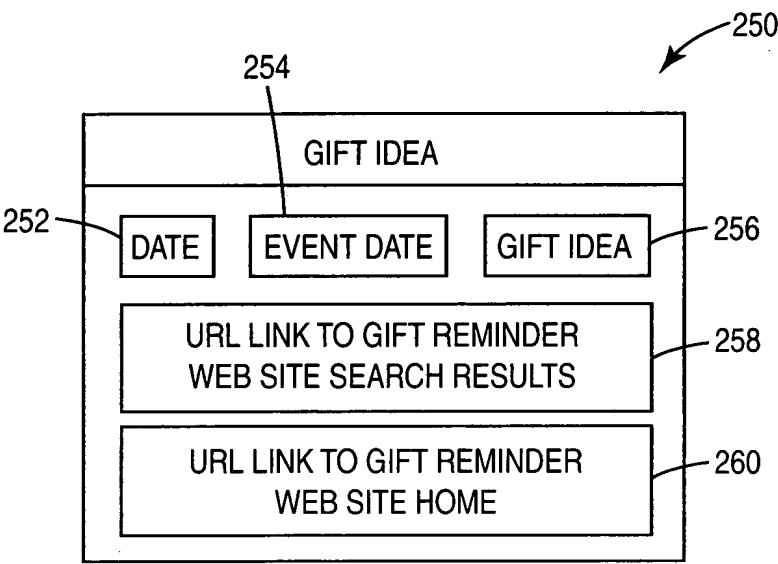 250
254
GIFT IDEA
252
DATE
EVENT DATE
GIFT IDEA
256
URL LINK TO GIFT REMINDER
WEB SITE SEARCH RESULTS
258
URL LINK TO GIFT REMINDER
WEB SITE HOME
260